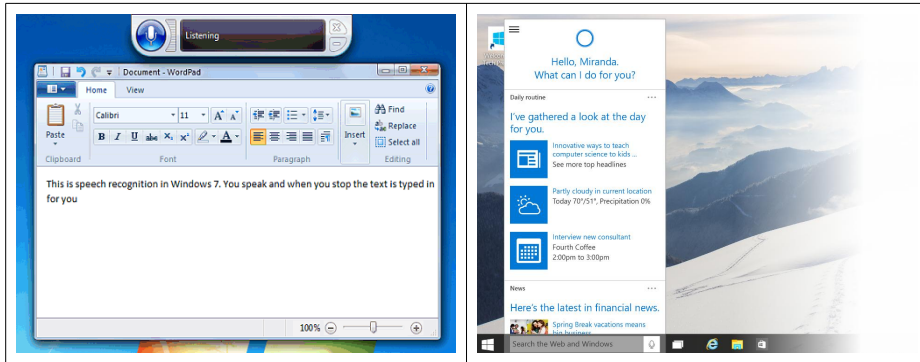 Listening
Document - WordPad
Home View
Calibri 11
Paste
Clipboard
B I U abc X₂ X² A
Font
Paragraph
Insert
Find
Replace
Select all
Editing
This is speech recognition in Windows 7. You speak and when you stop the text is typed in
for you
100%
Hello, Miranda.
What can I do for you?
Daily routine
I've gathered a look at the day
for you.
Innovative ways to teach
computer science to kids ...
See more top headlines
Partly cloudy in current location
Today 70°/51°, Precipitation 0%
Interview new consultant
Fourth Coffee
2:00pm to 3:00pm
News
Here's the latest in financial news.
Spring Break vacations means
big business
Search the Web and Windows